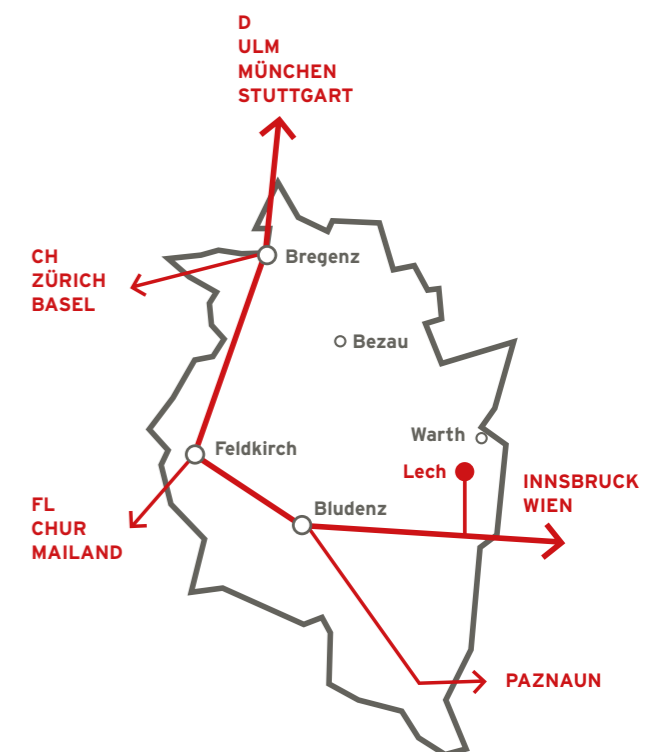 D
ULM
MÜNCHEN
STUTTGART
CH
ZÜRICH
BASEL
Bregenz
Bezau
Warth
Feldkirch
Lech
INNSBRUCK
WIEN
FL
CHUR
MAILAND
Bludenz
PAZNAUN